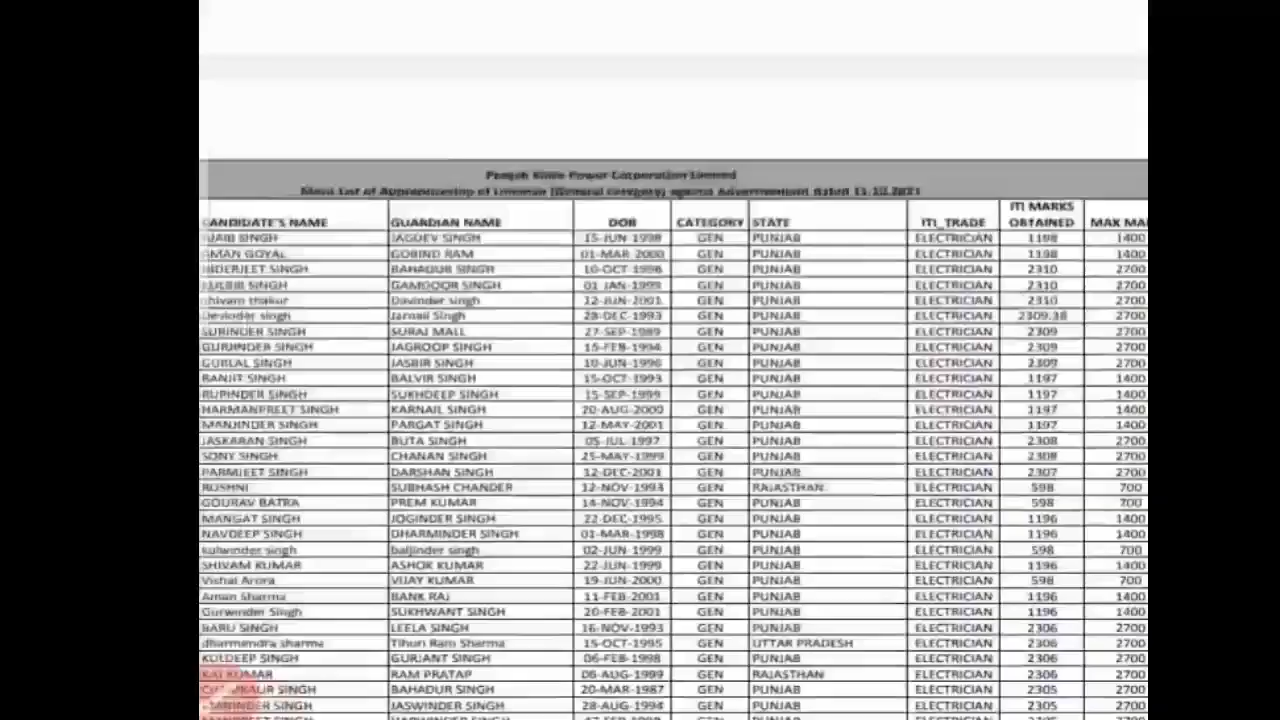 Punjab State Power Corporation Limited
Merit List of Apprenticeship of Lineman (General Category) against Advertisement dated 11.10.2021
CANDIDATE'S NAME GUARDIAN NAME DOB CATEGORY STATE ITI_TRADE ITI MARKS OBTAINED MAX MA
SINGH JAGDEV SINGH 15-JUN-1998 GEN PUNJAB ELECTRICIAN 1198 1400
AMAN GOYAL GOBIND RAM 01-MAR-2000 GEN PUNJAB ELECTRICIAN 1198 1400
INDERJEET SINGH BAHADUR SINGH 10-OCT-1996 GEN PUNJAB ELECTRICIAN 2310 2700
SINGH GAMDOOR SINGH 01-JAN-1999 GEN PUNJAB ELECTRICIAN 2310 2700
shivam thakur Davinder singh 12-JUN-2001 GEN PUNJAB ELECTRICIAN 2310 2700
Devinder singh Jarnail Singh 28-DEC-1993 GEN PUNJAB ELECTRICIAN 2309.38 2700
SURINDER SINGH SURAJ MALL 27-SEP-1989 GEN PUNJAB ELECTRICIAN 2309 2700
GURJINDER SINGH JAGROOP SINGH 15-FEB-1994 GEN PUNJAB ELECTRICIAN 2309 2700
GURLAL SINGH JASBIR SINGH 10-JUN-1996 GEN PUNJAB ELECTRICIAN 2309 2700
RANJIT SINGH BALVIR SINGH 15-OCT-1993 GEN PUNJAB ELECTRICIAN 1197 1400
RUPINDER SINGH SUKHDEEP SINGH 15-SEP-1999 GEN PUNJAB ELECTRICIAN 1197 1400
HARMANPREET SINGH KARNAIL SINGH 20-AUG-2000 GEN PUNJAB ELECTRICIAN 1197 1400
MANJINDER SINGH PARGAT SINGH 12-MAY-2001 GEN PUNJAB ELECTRICIAN 1197 1400
JASKARAN SINGH BUTA SINGH 05-JUL-1997 GEN PUNJAB ELECTRICIAN 2308 2700
SONY SINGH CHANAN SINGH 25-MAY-1999 GEN PUNJAB ELECTRICIAN 2308 2700
PARMJEET SINGH DARSHAN SINGH 12-DEC-2001 GEN PUNJAB ELECTRICIAN 2307 2700
ROSHNI SUBHASH CHANDER 12-NOV-1993 GEN RAJASTHAN ELECTRICIAN 598 700
GOURAV BATRA PREM KUMAR 14-NOV-1994 GEN PUNJAB ELECTRICIAN 598 700
MANGAT SINGH JOGINDER SINGH 22-DEC-1995 GEN PUNJAB ELECTRICIAN 1196 1400
NAVDEEP SINGH DHARMINDER SINGH 01-MAR-1998 GEN PUNJAB ELECTRICIAN 1196 1400
kulwinder singh baljinder singh 02-JUN-1999 GEN PUNJAB ELECTRICIAN 598 700
SHIVAM KUMAR ASHOK KUMAR 22-JUN-1999 GEN PUNJAB ELECTRICIAN 1196 1400
Vishal Arora VIJAY KUMAR 19-JUN-2000 GEN PUNJAB ELECTRICIAN 598 700
Aman Sharma BANK RAJ 11-FEB-2001 GEN PUNJAB ELECTRICIAN 1196 1400
Gurwinder Singh SUKHWANT SINGH 20-FEB-2001 GEN PUNJAB ELECTRICIAN 1196 1400
BARU SINGH LEELA SINGH 16-NOV-1993 GEN PUNJAB ELECTRICIAN 2306 2700
dharmendra sharma Tihuri Ram Sharma 15-OCT-1995 GEN UTTAR PRADESH ELECTRICIAN 2306 2700
KULDEEP SINGH GURJANT SINGH 06-FEB-1998 GEN PUNJAB ELECTRICIAN 2306 2700
KUMAR RAM PRATAP 06-AUG-1999 GEN RAJASTHAN ELECTRICIAN 2306 2700
SINGH BAHADUR SINGH 20-MAR-1987 GEN PUNJAB ELECTRICIAN 2305 2700
SINGH JASWINDER SINGH 28-AUG-1994 GEN PUNJAB ELECTRICIAN 2305 2700